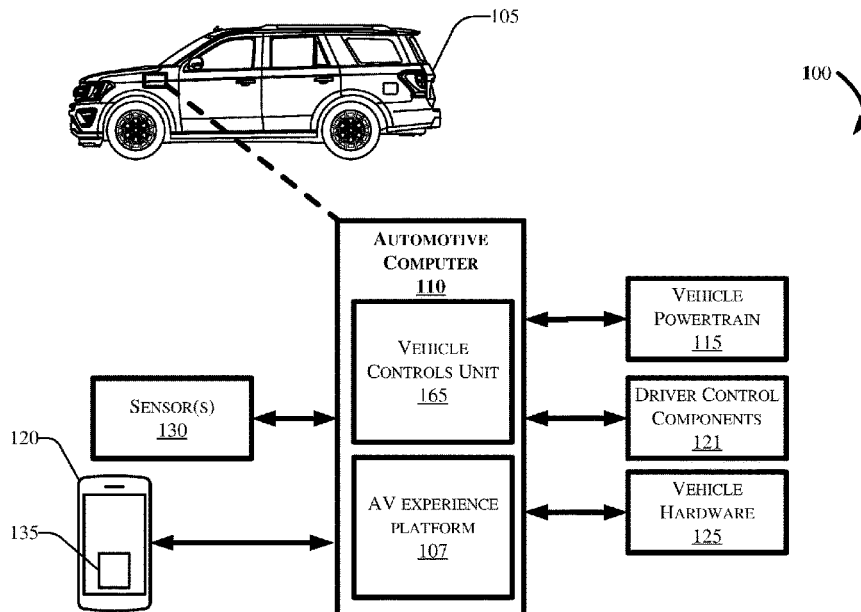 105
100
AUTOMOTIVE
COMPUTER
110
VEHICLE
CONTROLS UNIT
165
VEHICLE
POWERTRAIN
115
SENSOR(S)
130
DRIVER CONTROL
COMPONENTS
121
120
135
AV EXPERIENCE
PLATFORM
107
VEHICLE
HARDWARE
125